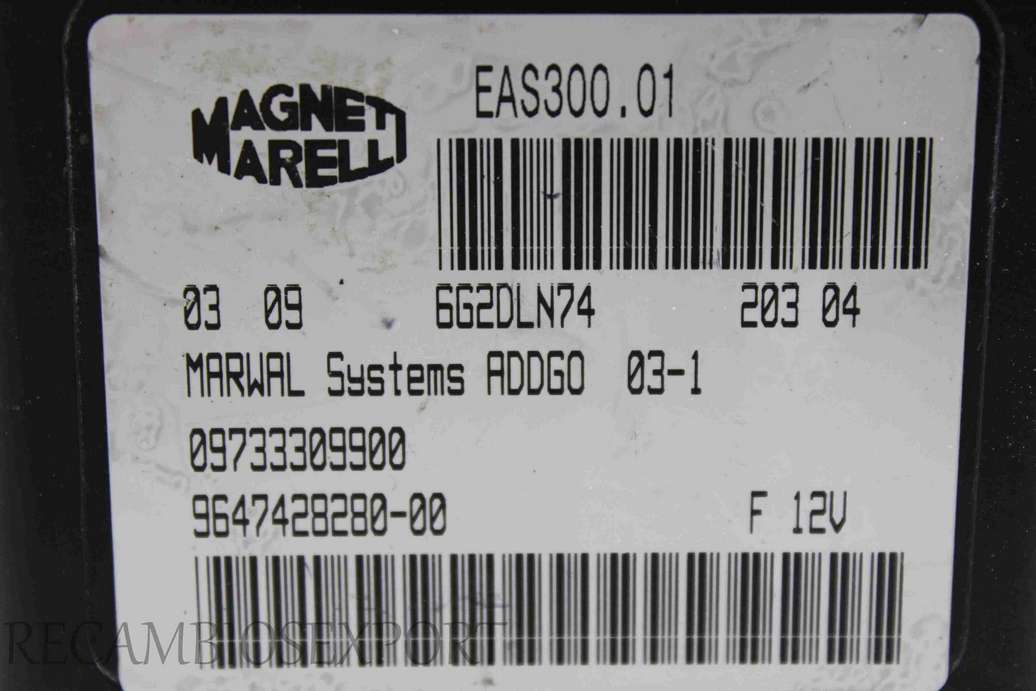 MAGNETI
MARELLI
EAS300.01
03 09 6G2DLN74 203 04
MARWAL Systems ADDGO 03-1
09733309900
9647428280-00 F 12V
RECAMBIOSEXPORT